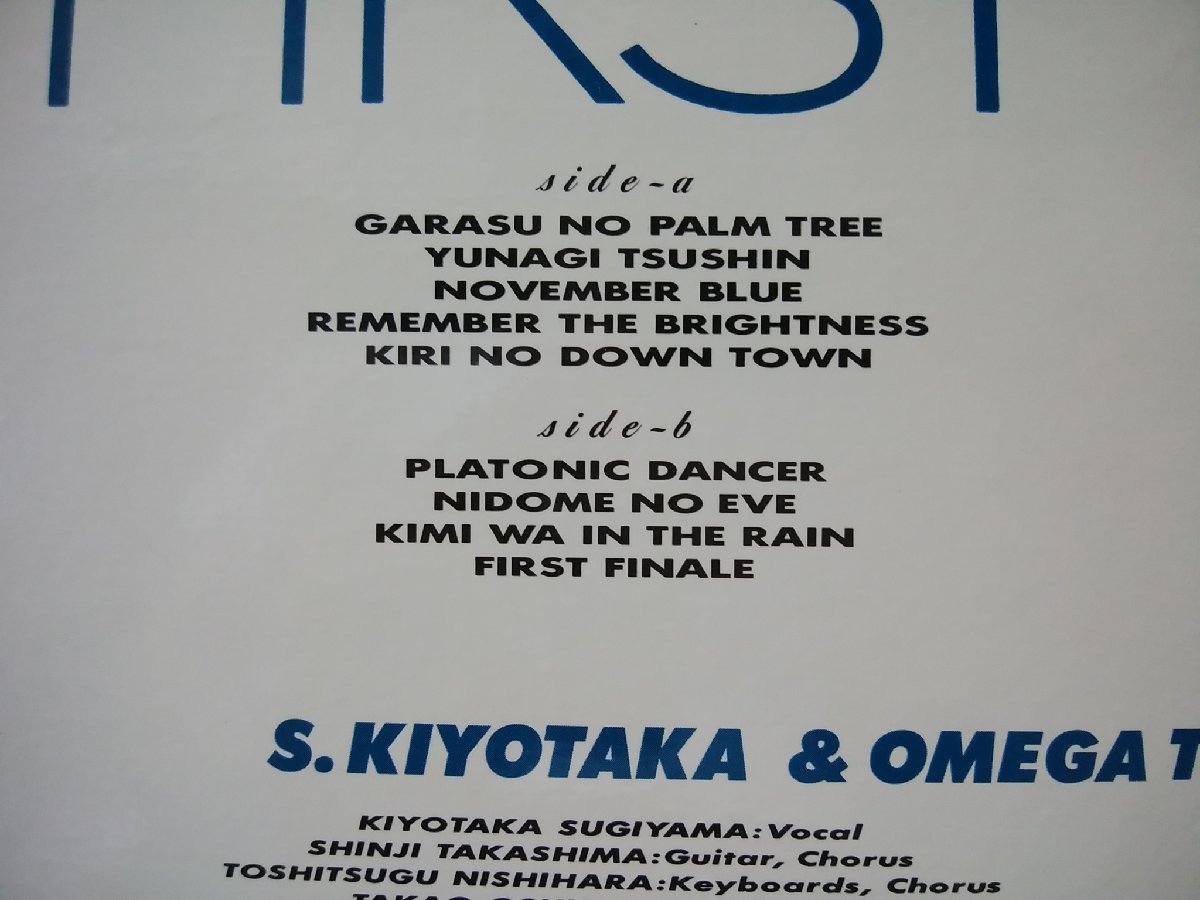 FIRST
side-a
GARASU NO PALM TREE
YUNAGI TSUSHIN
NOVEMBER BLUE
REMEMBER THE BRIGHTNESS
KIRI NO DOWN TOWN
side-b
PLATONIC DANCER
NIDOME NO EVE
KIMI WA IN THE RAIN
FIRST FINALE
S.KIYOTAKA & OMEGA T
KIYOTAKA SUGIYAMA:Vocal
SHINJI TAKASHIMA:Guitar, Chorus
TOSHITSUGU NISHIHARA:Keyboards, Chorus
TAKAO